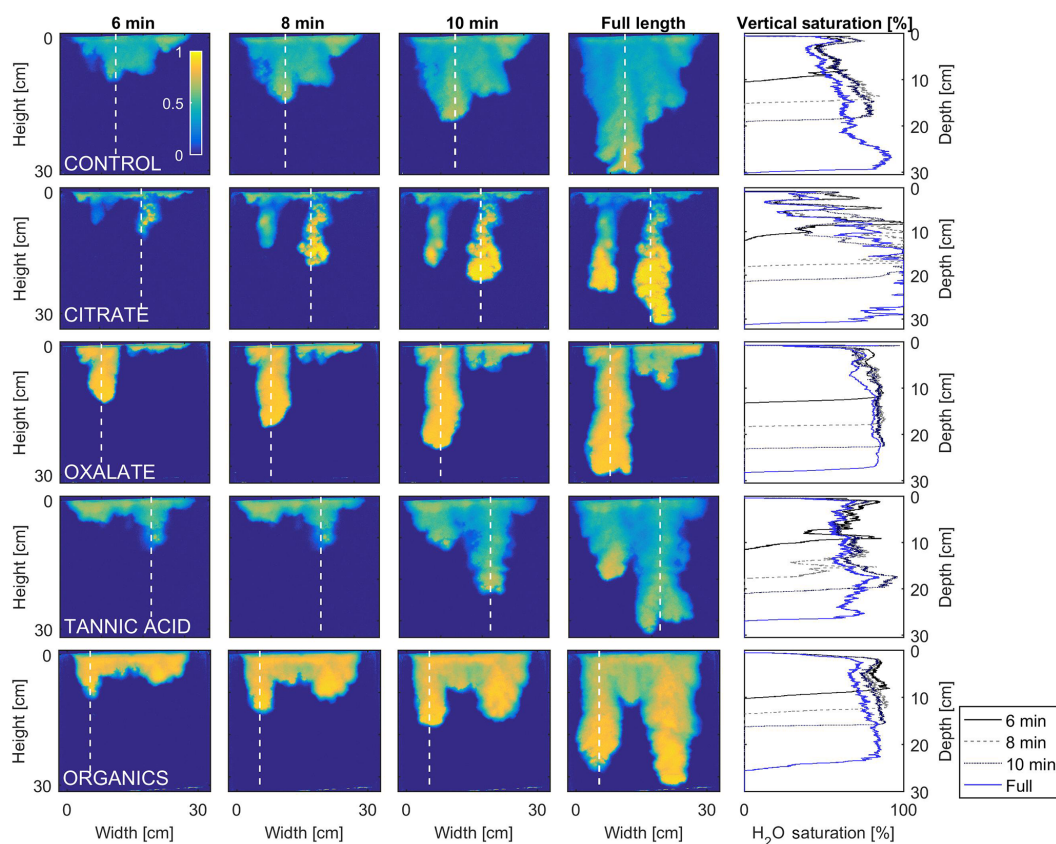 6 min 8 min 10 min Full length Vertical saturation [%]
0 1 0.5 0 30 Height [cm] CONTROL 0 10 20 30 Depth [cm]
0 30 Height [cm] CITRATE 0 10 20 30 Depth [cm]
0 30 Height [cm] OXALATE 0 10 20 30 Depth [cm]
0 30 Height [cm] TANNIC ACID 0 10 20 30 Depth [cm]
0 30 Height [cm] ORGANICS 0 10 20 30 Depth [cm]
6 min
8 min
10 min
Full
0 30 0 30 0 30 0 30 0 100
Width [cm] Width [cm] Width [cm] Width [cm] H2O saturation [%]